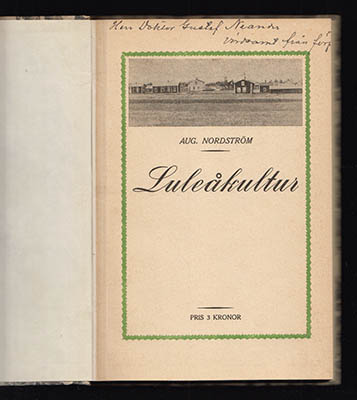 Herr Doktor Gustaf Neander
vördsamt från förf
AUG. NORDSTRÖM
Luleåkultur
PRIS 3 KRONOR